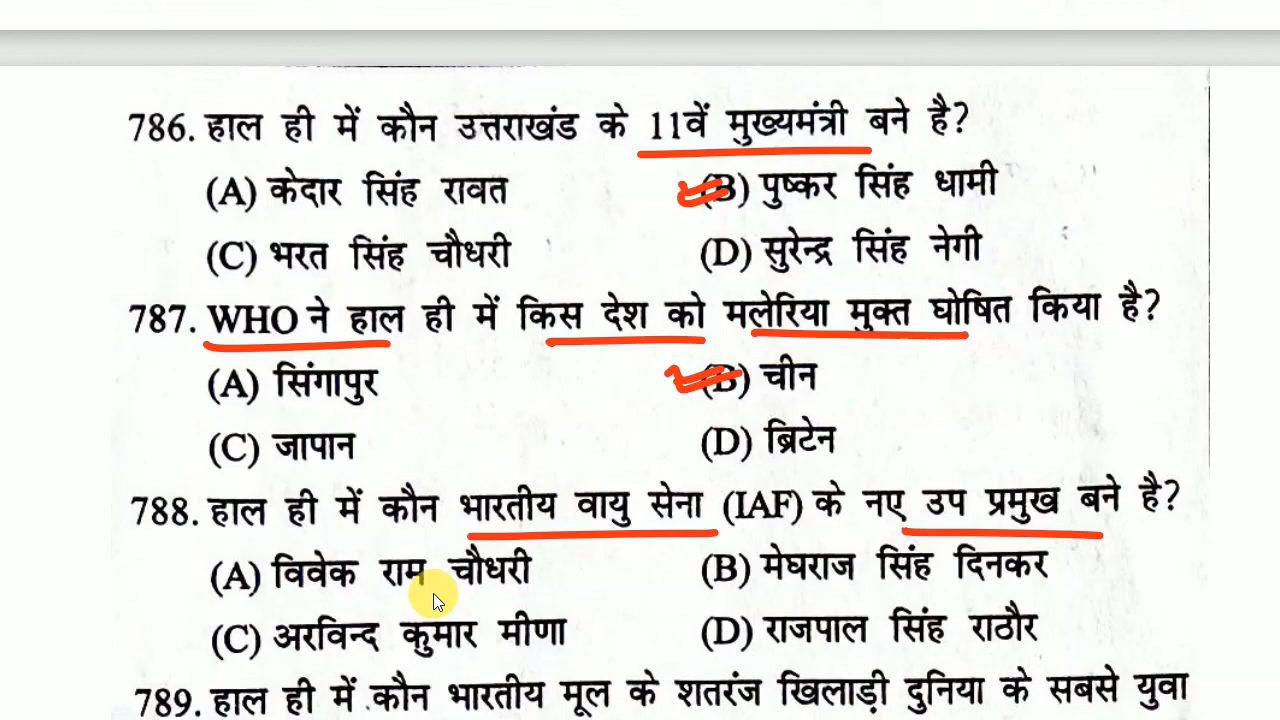 786. हाल ही में कौन उत्तराखंड के 11वें मुख्यमंत्री बने है?
(A) केदार सिंह रावत (B) पुष्कर सिंह धामी
(C) भरत सिंह चौधरी (D) सुरेन्द्र सिंह नेगी
787. WHO ने हाल ही में किस देश को मलेरिया मुक्त घोषित किया है?
(A) सिंगापुर (B) चीन
(C) जापान (D) ब्रिटेन
788. हाल ही में कौन भारतीय वायु सेना (IAF) के नए उप प्रमुख बने है?
(A) विवेक राम चौधरी (B) मेघराज सिंह दिनकर
(C) अरविन्द कुमार मीणा (D) राजपाल सिंह राठौर
789. हाल ही में कौन भारतीय मूल के शतरंज खिलाड़ी दुनिया के सबसे युवा